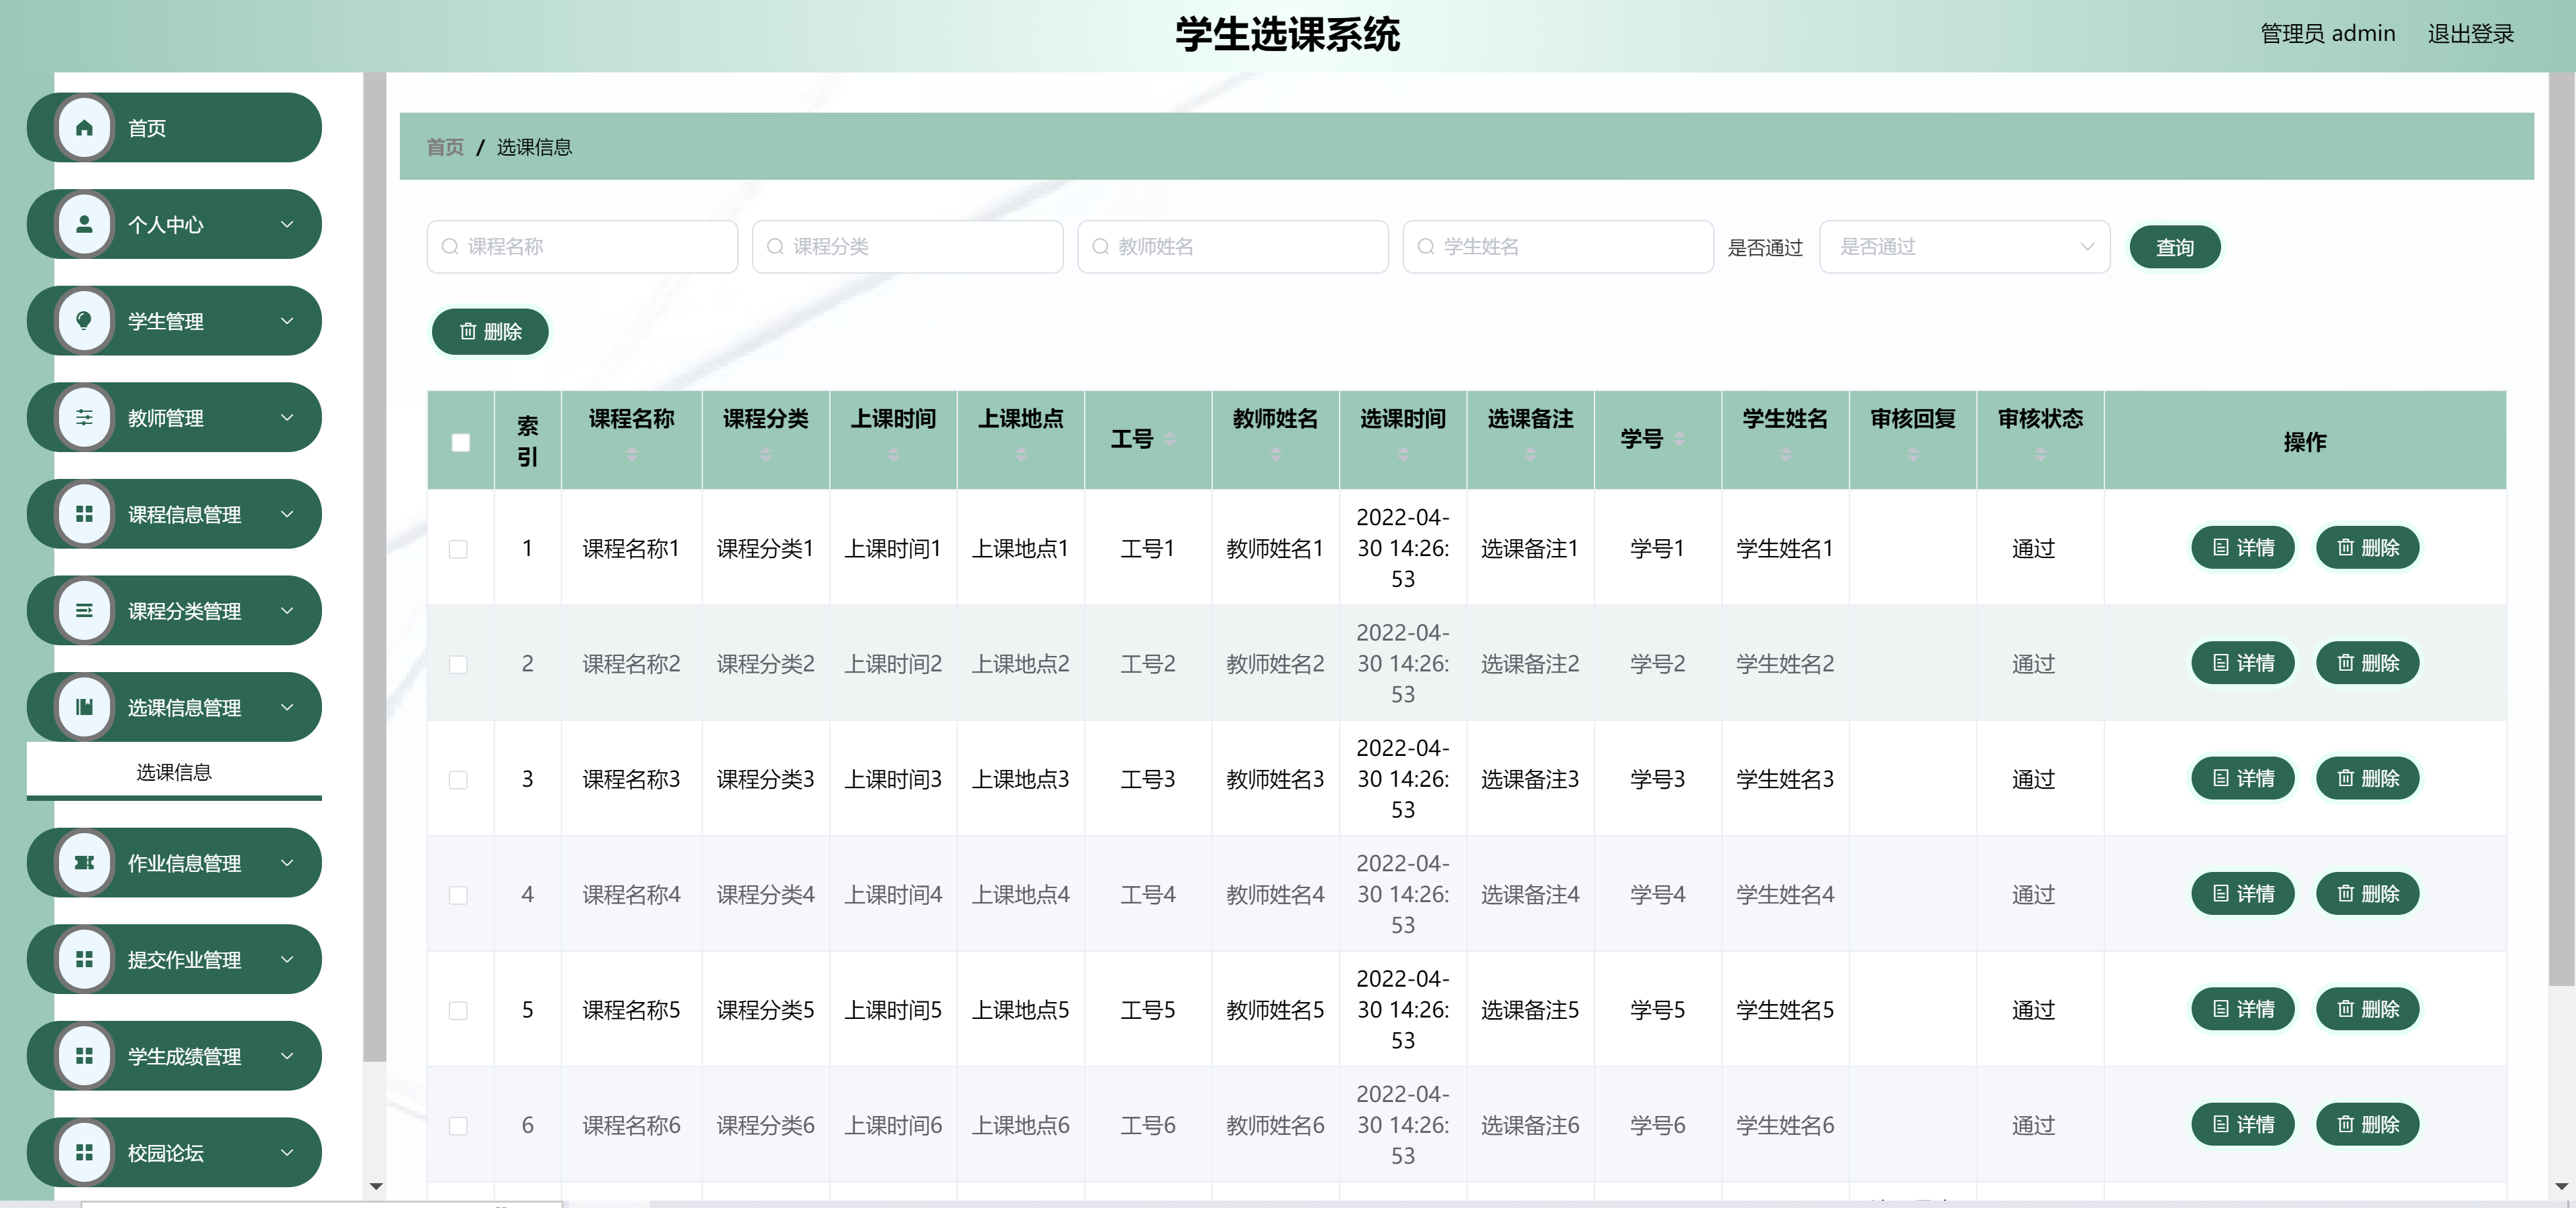 学生选课系统
管理员 admin 退出登录
首页
个人中心
学生管理
教师管理
课程信息管理
课程分类管理
选课信息管理
选课信息
作业信息管理
提交作业管理
学生成绩管理
校园论坛
首页 / 选课信息
课程名称 课程分类 教师姓名 学生姓名 是否通过 是否通过 查询
删除
索引 课程名称 课程分类 上课时间 上课地点 工号 教师姓名 选课时间 选课备注 学号 学生姓名 审核回复 审核状态 操作
1 课程名称1 课程分类1 上课时间1 上课地点1 工号1 教师姓名1 2022-04-30 14:26:53 选课备注1 学号1 学生姓名1 通过 详情 删除
2 课程名称2 课程分类2 上课时间2 上课地点2 工号2 教师姓名2 2022-04-30 14:26:53 选课备注2 学号2 学生姓名2 通过 详情 删除
3 课程名称3 课程分类3 上课时间3 上课地点3 工号3 教师姓名3 2022-04-30 14:26:53 选课备注3 学号3 学生姓名3 通过 详情 删除
4 课程名称4 课程分类4 上课时间4 上课地点4 工号4 教师姓名4 2022-04-30 14:26:53 选课备注4 学号4 学生姓名4 通过 详情 删除
5 课程名称5 课程分类5 上课时间5 上课地点5 工号5 教师姓名5 2022-04-30 14:26:53 选课备注5 学号5 学生姓名5 通过 详情 删除
6 课程名称6 课程分类6 上课时间6 上课地点6 工号6 教师姓名6 2022-04-30 14:26:53 选课备注6 学号6 学生姓名6 通过 详情 删除